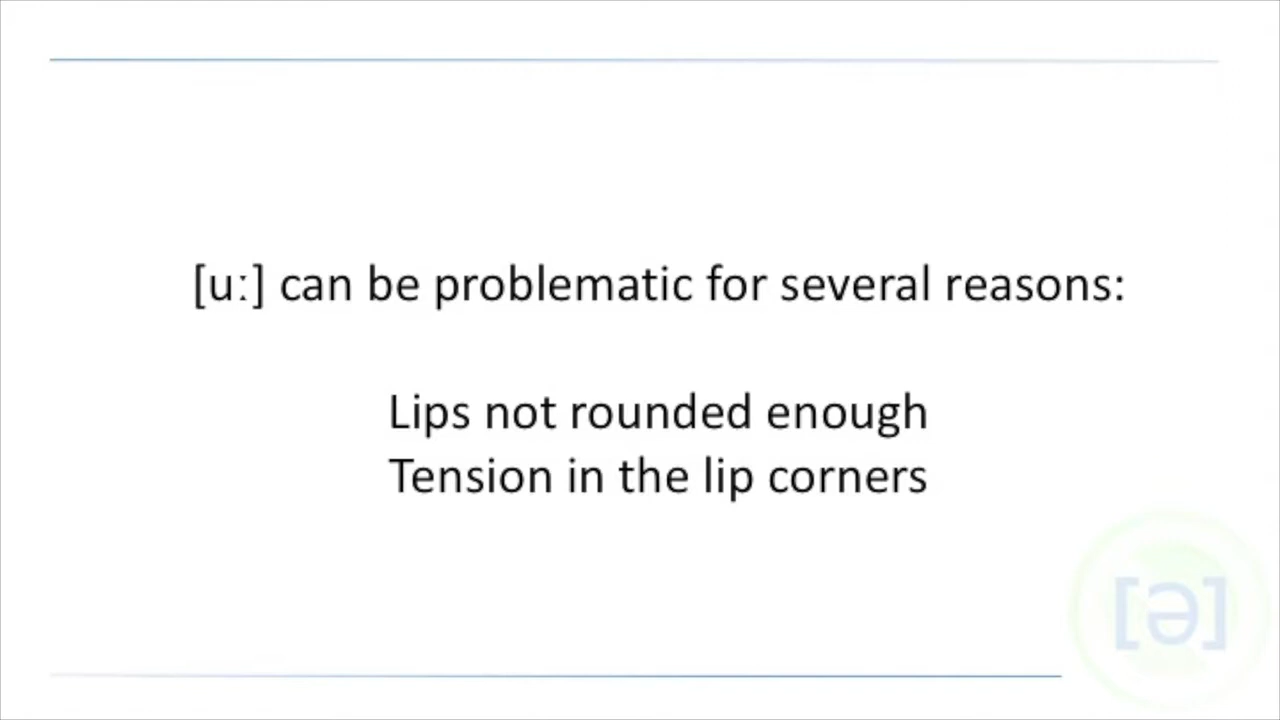 [uː] can be problematic for several reasons:
Lips not rounded enough
Tension in the lip corners
[ə]